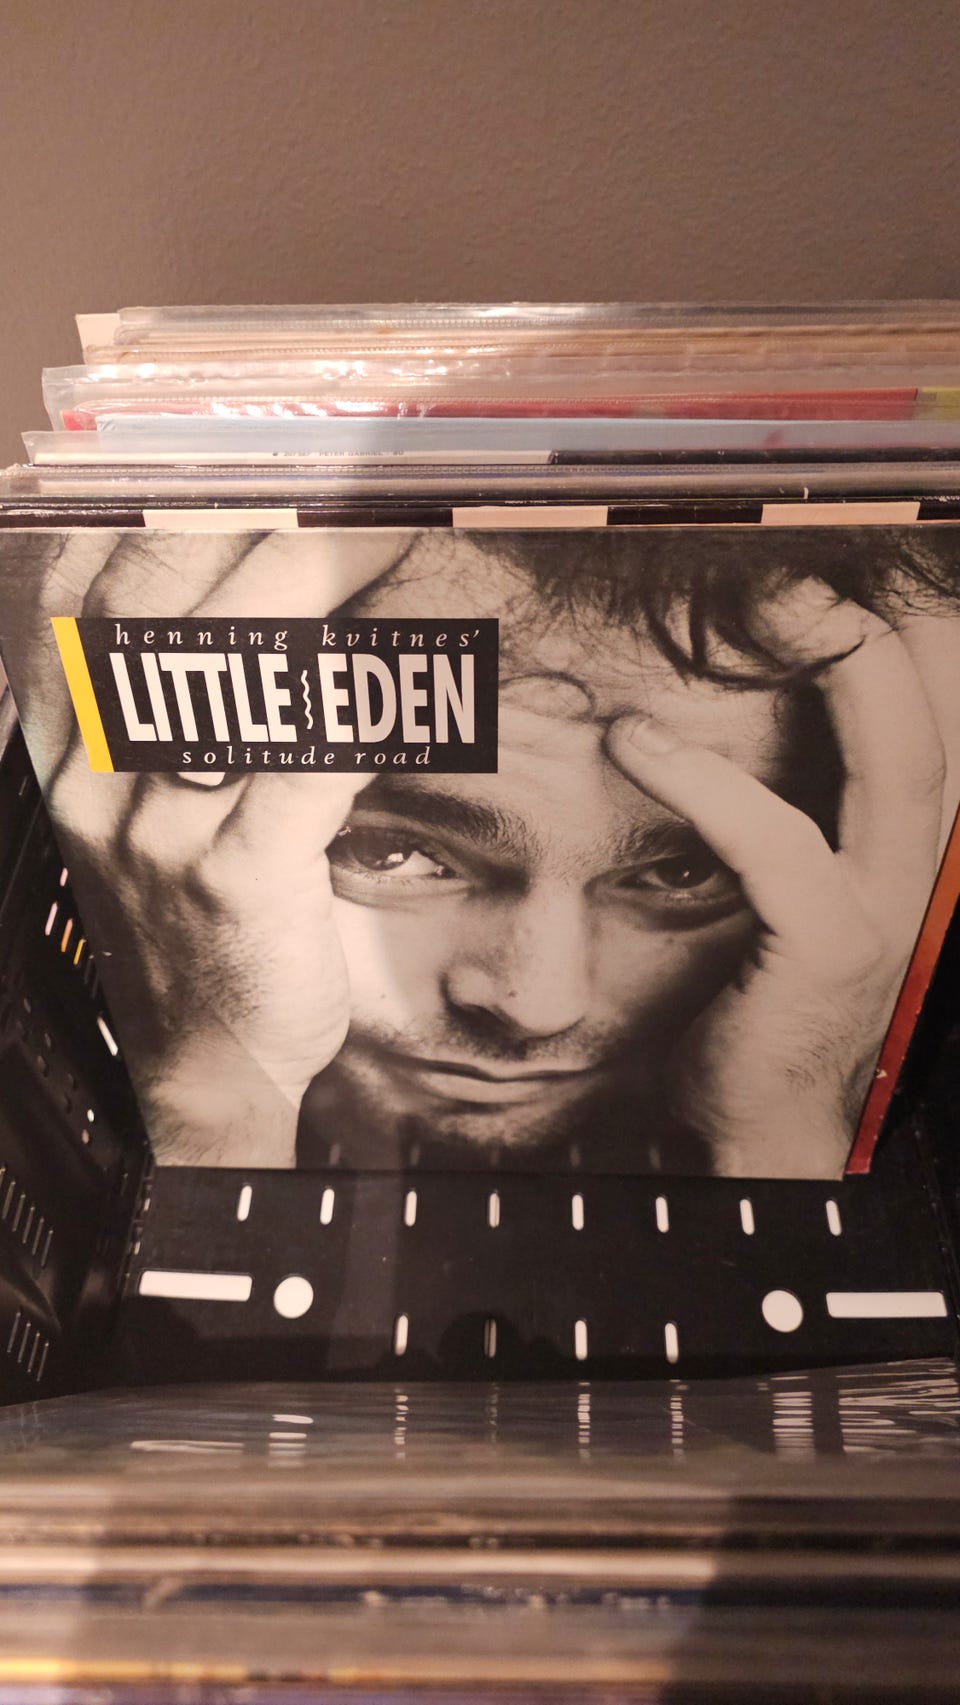 PETER GABRIEL
henning kvitnes'
LITTLE EDEN
solitude road